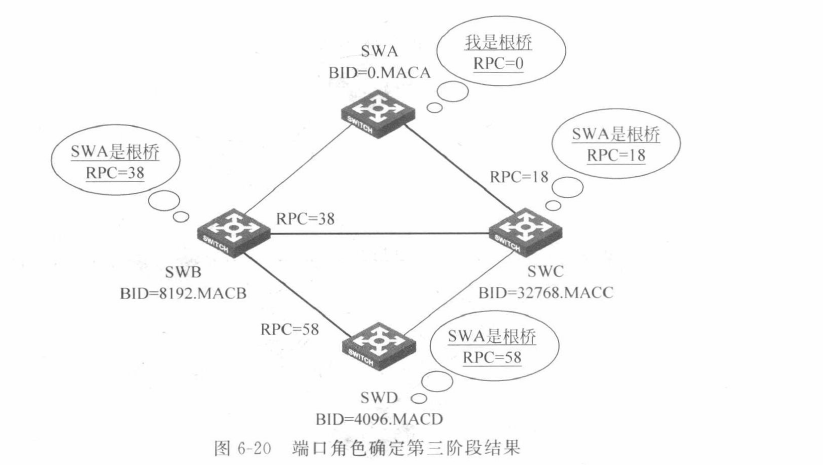 我是根桥
RPC=0
SWA
BID=0.MACA
SWITCH
SWA是根桥
RPC=38
SWA是根桥
RPC=18
RPC=18
RPC=38
SWITCH
SWITCH
SWB
BID=8192.MACB
SWC
BID=32768.MACC
RPC=58
SWITCH
SWA是根桥
RPC=58
SWD
BID=4096.MACD
图 6-20 端口角色确定第三阶段结果